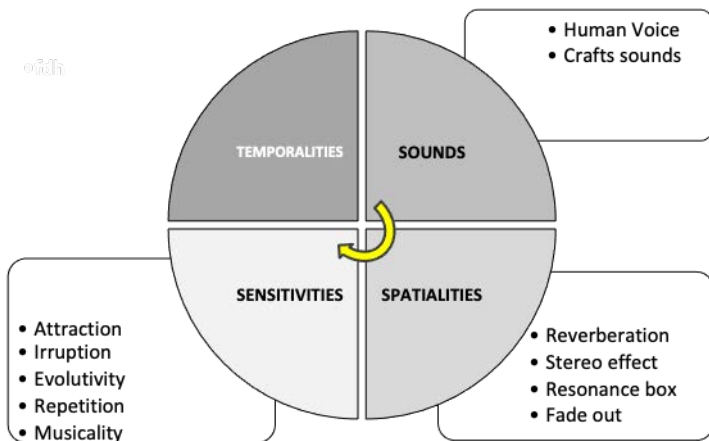 • Human Voice
• Crafts sounds
•fdh
TEMPORALITIES
SOUNDS
SENSITIVITIES
SPATIALITIES
• Attraction
• Irruption
• Evolutivity
• Repetition
• Musicality
• Reverberation
• Stereo effect
• Resonance box
• Fade out